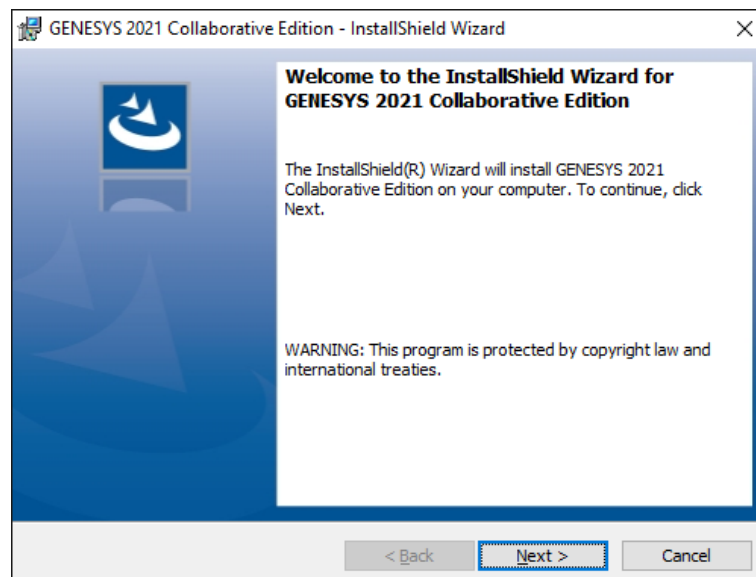 GENESYS 2021 Collaborative Edition - InstallShield Wizard
Welcome to the InstallShield Wizard for
GENESYS 2021 Collaborative Edition
The InstallShield(R) Wizard will install GENESYS 2021
Collaborative Edition on your computer. To continue, click
Next.
WARNING: This program is protected by copyright law and
international treaties.
< Back
Next >
Cancel